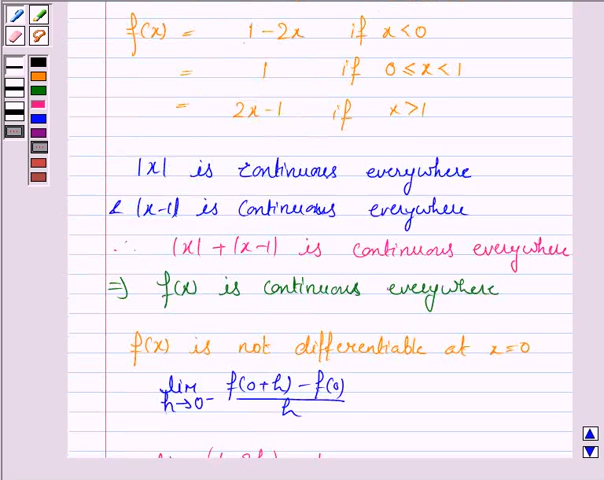 f(x) = 1-2x if x<0
= 1 if 0≤x<1
= 2x-1 if x>1
|x| is continuous everywhere
& |x-1| is continuous everywhere
∴ |x| + |x-1| is continuous everywhere
⇒ f(x) is continuous everywhere
f(x) is not differentiable at x=0
lim h→0⁻ f(0+h) - f(0) / h